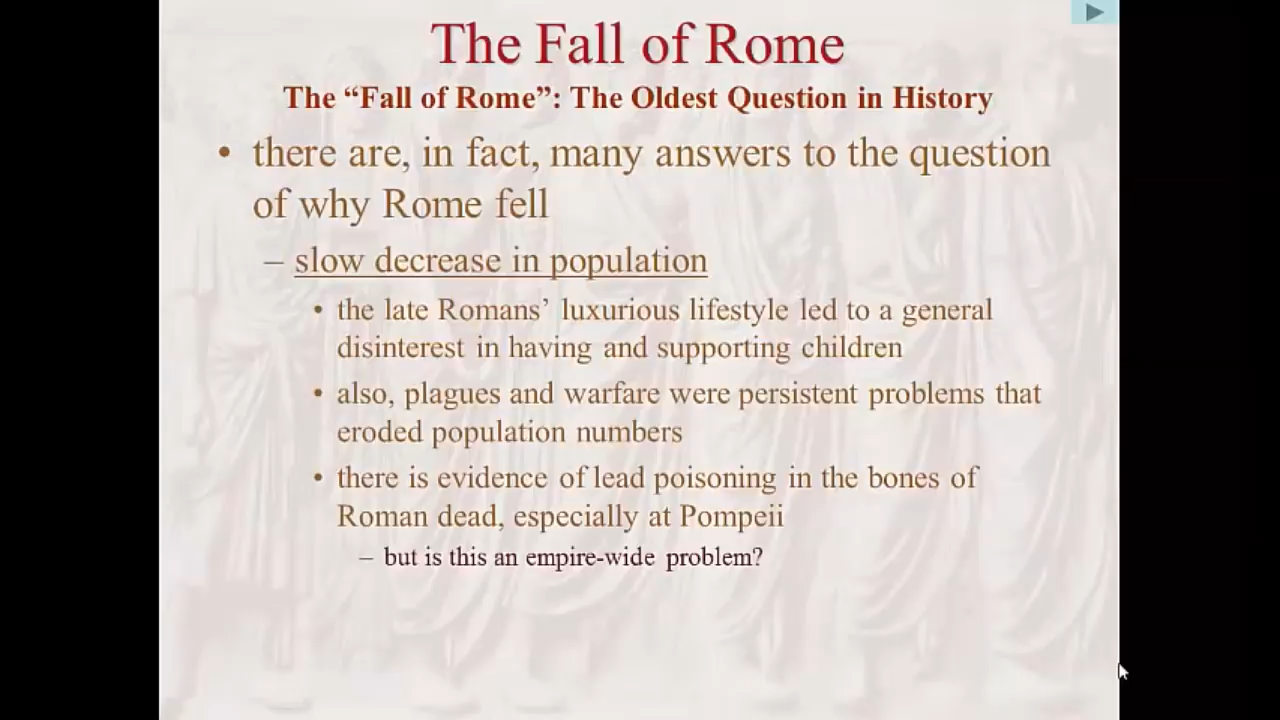 The Fall of Rome
The “Fall of Rome”: The Oldest Question in History
• there are, in fact, many answers to the question
of why Rome fell
– slow decrease in population
• the late Romans’ luxurious lifestyle led to a general
disinterest in having and supporting children
• also, plagues and warfare were persistent problems that
eroded population numbers
• there is evidence of lead poisoning in the bones of
Roman dead, especially at Pompeii
– but is this an empire-wide problem?